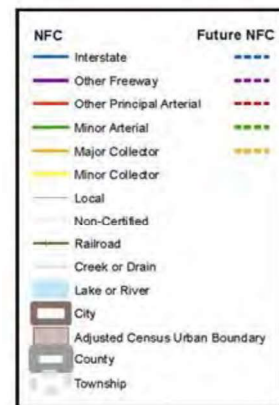 NFC Future NFC
Interstate
Other Freeway
Other Principal Arterial
Minor Arterial
Major Collector
Minor Collector
Local
Non-Certified
Railroad
Creek or Drain
Lake or River
City
Adjusted Census Urban Boundary
County
Township